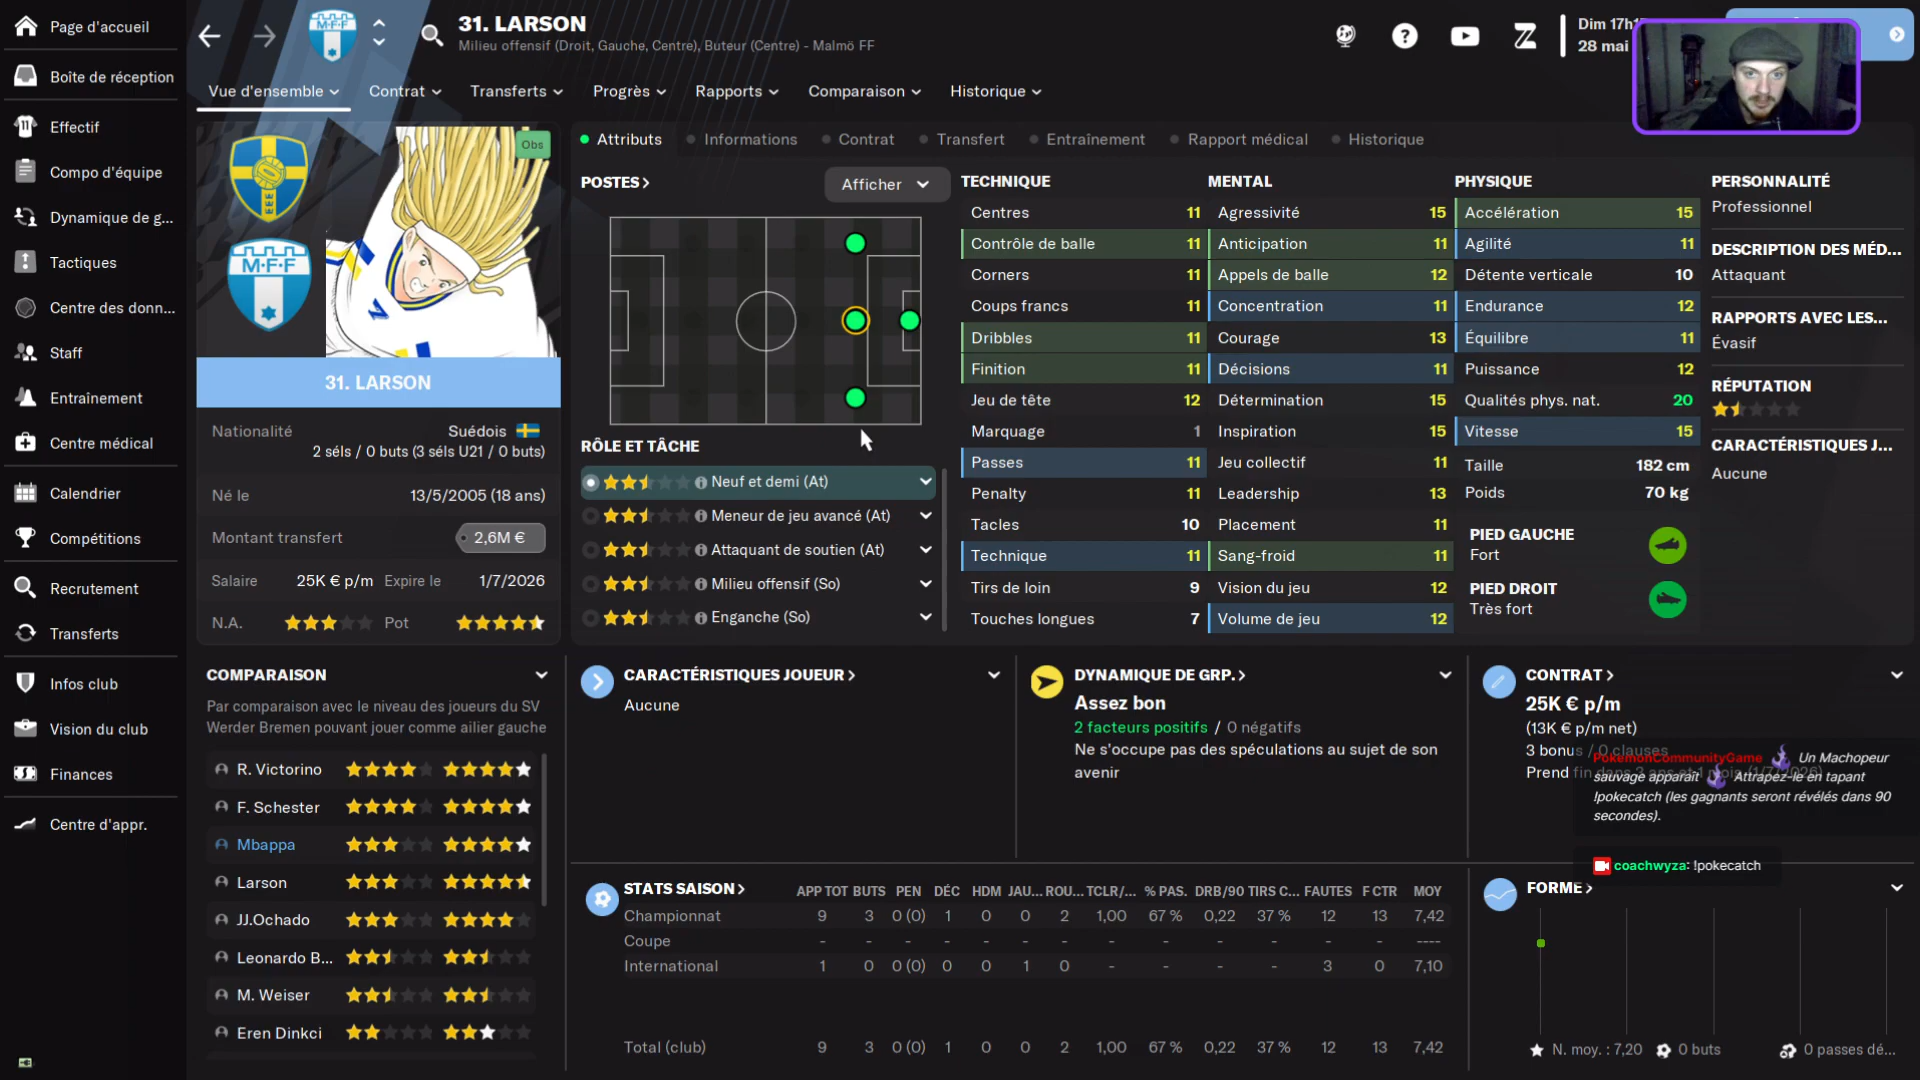 Page d'accueil
Boîte de réception
Effectif
Compo d'équipe
Dynamique de g...
Tactiques
Centre des donn...
Staff
Entraînement
Centre médical
Calendrier
Compétitions
Recrutement
Transferts
Infos club
Vision du club
Finances
Centre d'appr.
M.F.F
31. LARSON
Milieu offensif (Droit, Gauche, Centre), Buteur (Centre) - Malmö FF
Dim 17h1
28 mai
Vue d'ensemble
Contrat
Transferts
Progrès
Rapports
Comparaison
Historique
Obs
M·F·F
31. LARSON
Nationalité Suédois
2 séls / 0 buts (3 séls U21 / 0 buts)
Né le 13/5/2005 (18 ans)
Montant transfert 2,6M €
Salaire 25K € p/m Expire le 1/7/2026
N.A. Pot
Attributs
Informations
Contrat
Transfert
Entraînement
Rapport médical
Historique
POSTES
Afficher
RÔLE ET TÂCHE
Neuf et demi (At)
Meneur de jeu avancé (At)
Attaquant de soutien (At)
Milieu offensif (So)
Enganche (So)
TECHNIQUE
Centres 11
Contrôle de balle 11
Corners 11
Coups francs 11
Dribbles 11
Finition 11
Jeu de tête 12
Marquage 1
Passes 11
Penalty 11
Tacles 10
Technique 11
Tirs de loin 9
Touches longues 7
MENTAL
Agressivité 15
Anticipation 11
Appels de balle 12
Concentration 11
Courage 13
Décisions 11
Détermination 15
Inspiration 15
Jeu collectif 11
Leadership 13
Placement 11
Sang-froid 11
Vision du jeu 12
Volume de jeu 12
PHYSIQUE
Accélération 15
Agilité 11
Détente verticale 10
Endurance 12
Équilibre 11
Puissance 12
Qualités phys. nat. 20
Vitesse 15
Taille 182 cm
Poids 70 kg
PIED GAUCHE
Fort
PIED DROIT
Très fort
PERSONNALITÉ
Professionnel
DESCRIPTION DES MÉD...
Attaquant
RAPPORTS AVEC LES...
Évasif
RÉPUTATION
CARACTÉRISTIQUES J...
Aucune
COMPARAISON
Par comparaison avec le niveau des joueurs du SV
Werder Bremen pouvant jouer comme ailier gauche
R. Victorino
F. Schester
Mbappa
Larson
JJ.Ochado
Leonardo B...
M. Weiser
Eren Dinkci
CARACTÉRISTIQUES JOUEUR
Aucune
DYNAMIQUE DE GRP.
Assez bon
2 facteurs positifs / 0 négatifs
Ne s'occupe pas des spéculations au sujet de son
avenir
CONTRAT
25K € p/m
(13K € p/m net)
3 bonus / 0 clauses
Prend fin dans 3 ans et 1 mois (1/7/2026)
PokemonCommunityGame Un Machopeur
sauvage apparaît Attrapez-le en tapant
!pokecatch (les gagnants seront révélés dans 90
secondes).
coachwyza: !pokecatch
STATS SAISON
APP TOT BUTS PEN DÉC HDM JAU... ROU... TCLR/... % PAS. DRB/90 TIRS C... FAUTES F CTR MOY
Championnat 9 3 0 (0) 1 0 0 2 1,00 67 % 0,22 37 % 12 13 7,42
Coupe - - - - - - - - - - - - - ----
International 1 0 0 (0) 0 0 1 0 - - - - 3 0 7,10
Total (club) 9 3 0 (0) 1 0 0 2 1,00 67 % 0,22 37 % 12 13 7,42
FORME
N. moy. : 7,20 0 buts 0 passes dé...